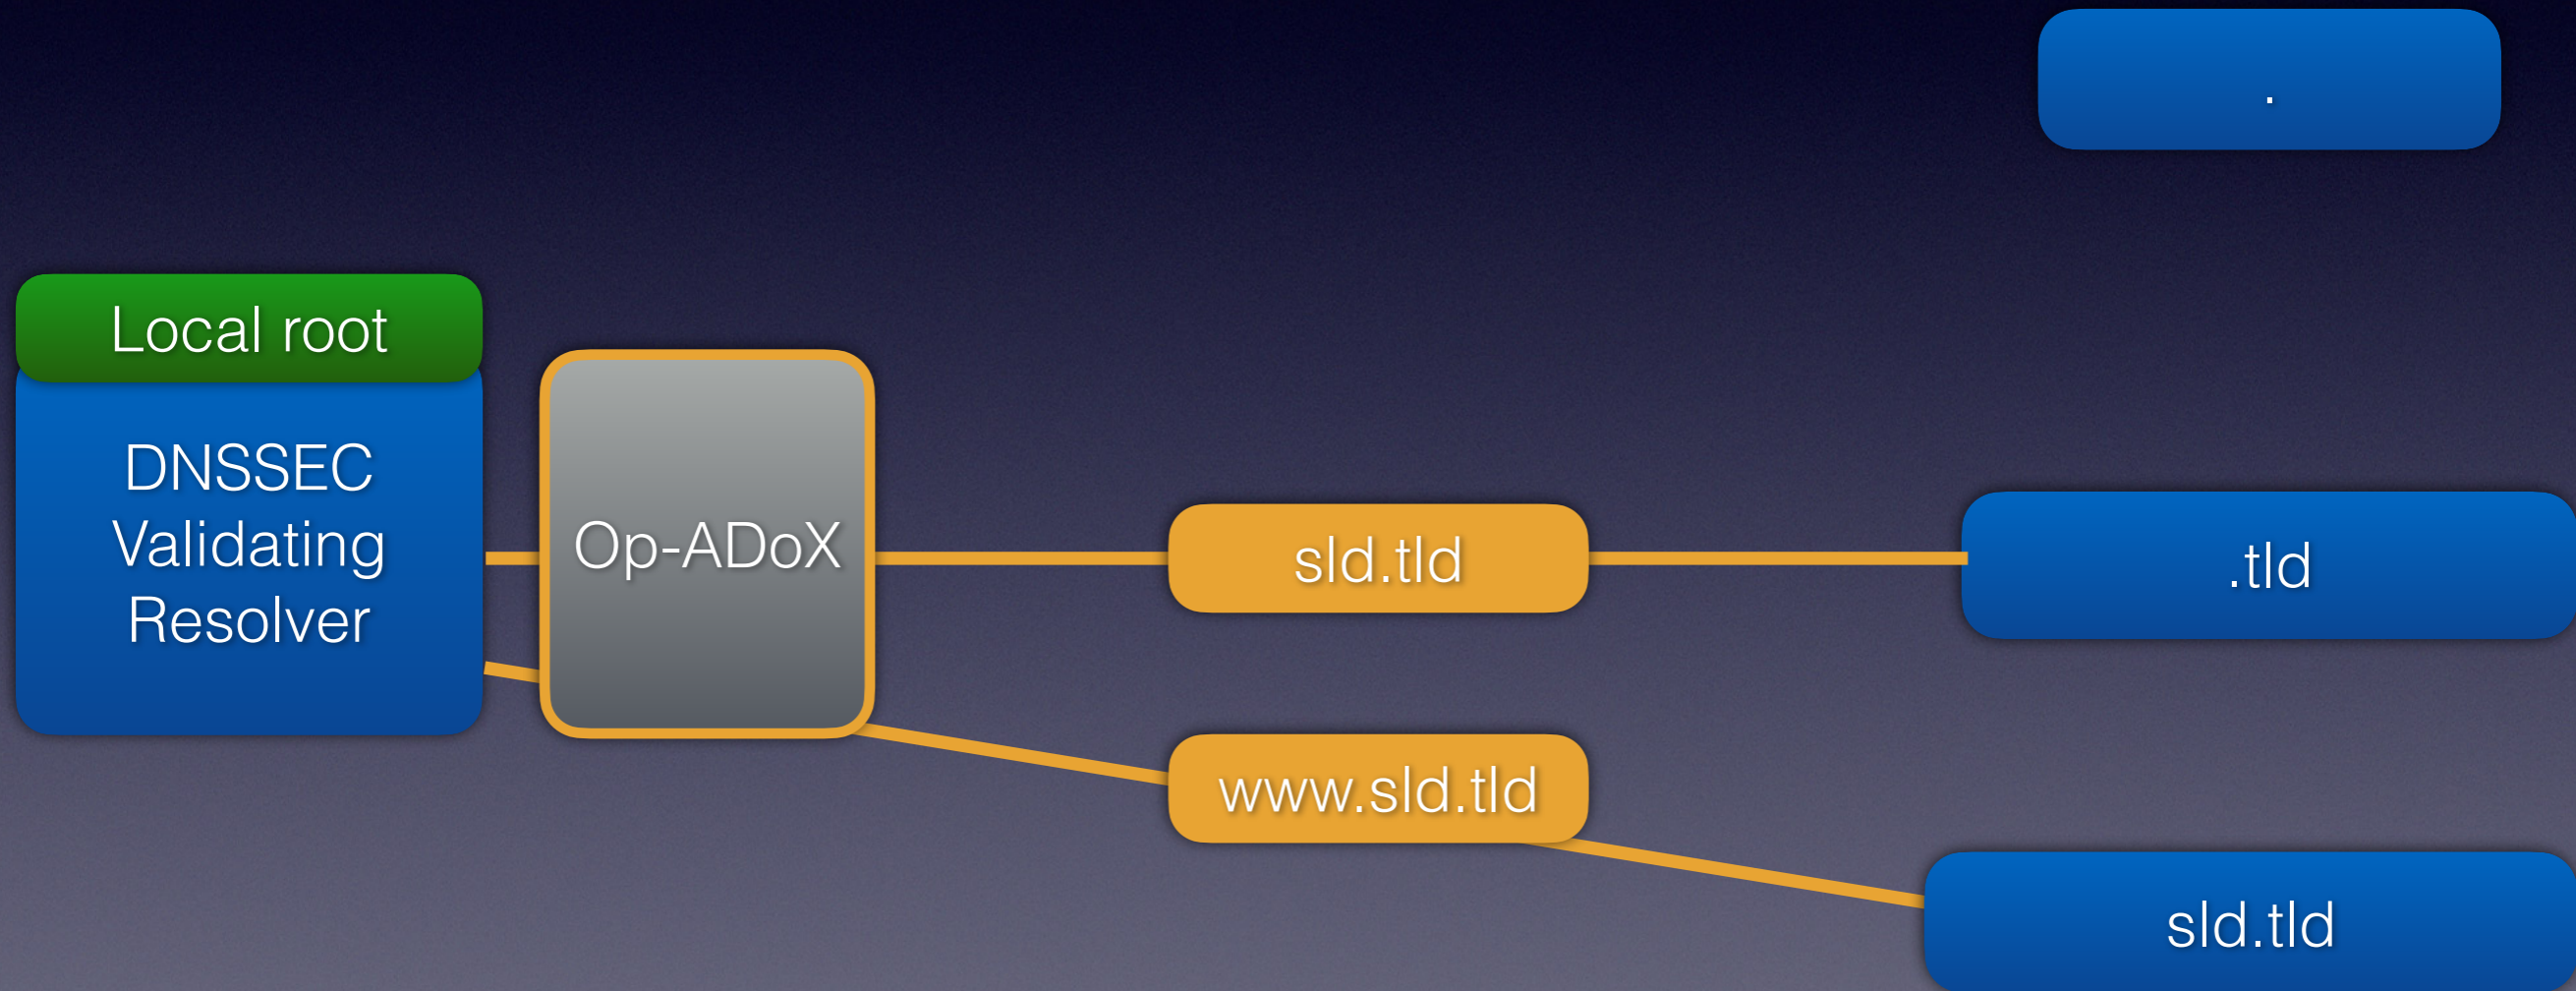 .
Local root
DNSSEC
Validating
Resolver
Op-ADoX
sld.tld
.tld
www.sld.tld
sld.tld